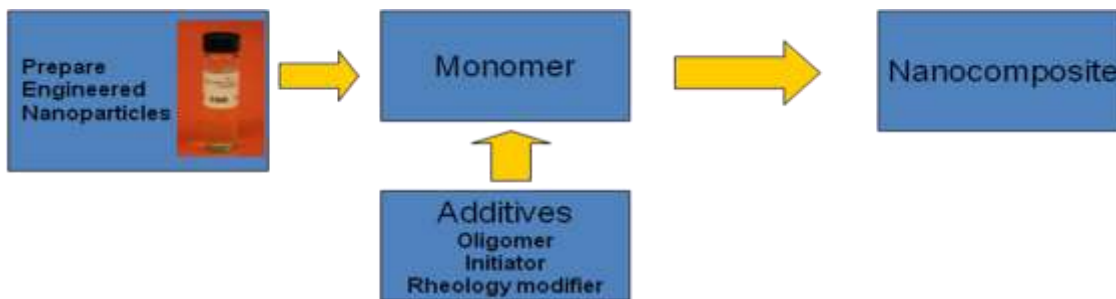 Prepare
Engineered
Nanoparticles
Monomer
Nanocomposite
Additives
Oligomer
Initiator
Rheology modifier